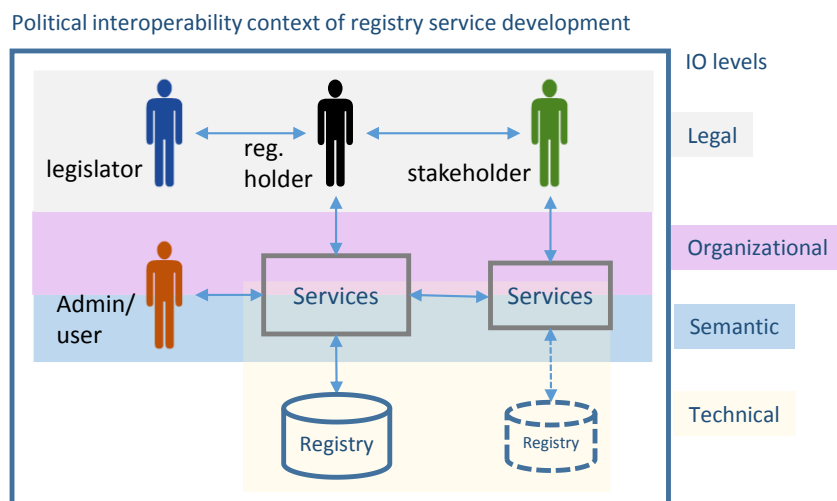 Political interoperability context of registry service development
IO levels
legislator
reg.
holder
stakeholder
Legal
Organizational
Admin/
user
Services
Services
Semantic
Registry
Registry
Technical